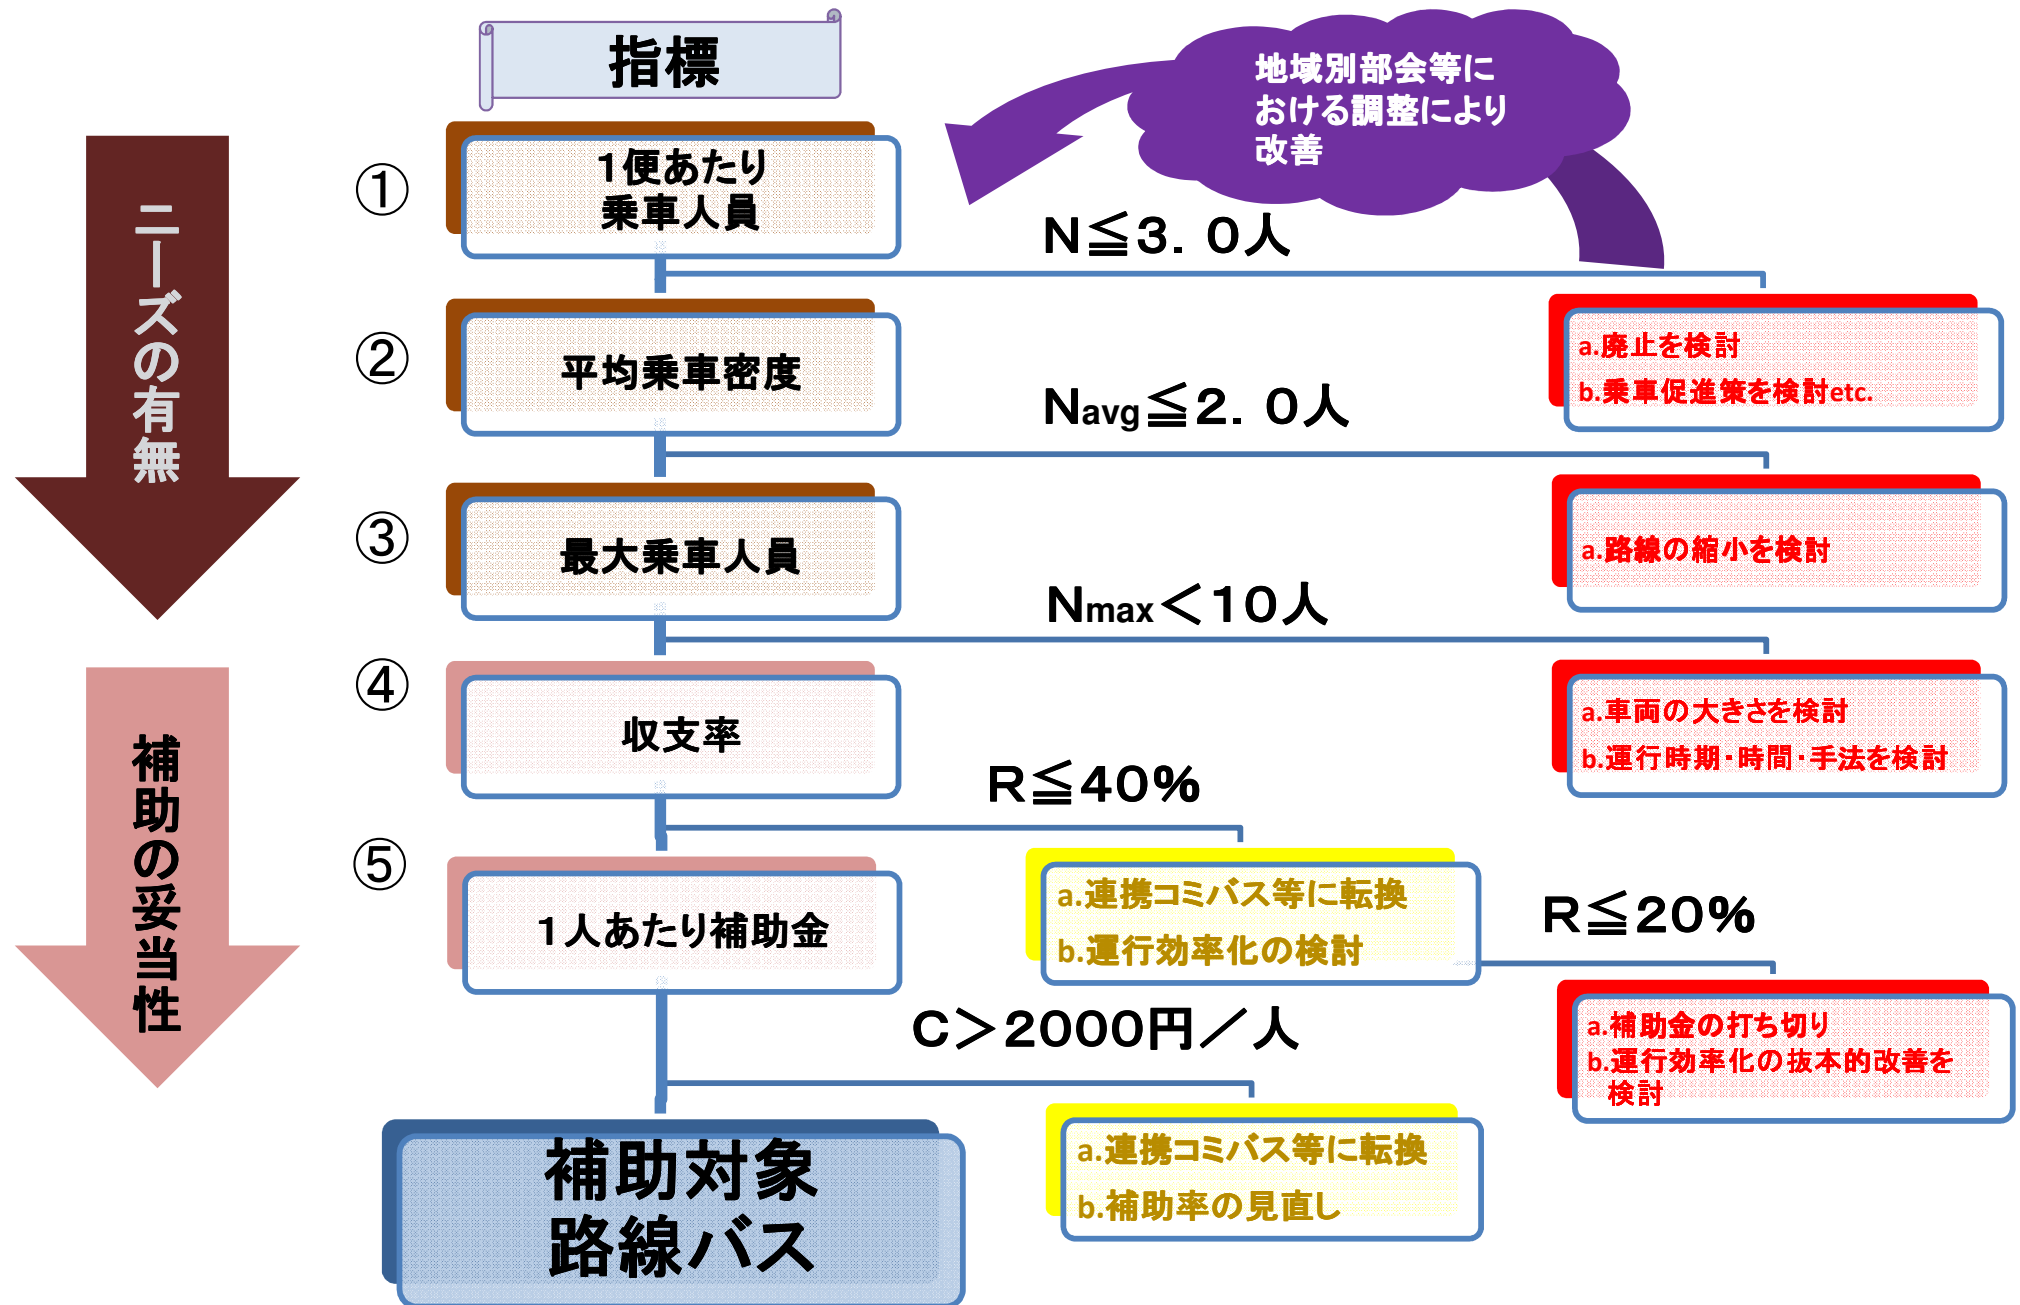 指標
地域別部会等に
おける調整により
改善
ニーズの有無
①
1便あたり
乗車人員
N≦3.0人
a.廃止を検討
b.乗車促進策を検討etc.
②
平均乗車密度
Navg≦2.0人
a.路線の縮小を検討
③
最大乗車人員
Nmax<10人
a.車両の大きさを検討
b.運行時期・時間・手法を検討
補助の妥当性
④
収支率
R≦40%
a.連携コミバス等に転換
b.運行効率化の検討
R≦20%
a.補助金の打ち切り
b.運行効率化の抜本的改善を
検討
⑤
1人あたり補助金
C>2000円/人
a.連携コミバス等に転換
b.補助率の見直し
補助対象
路線バス